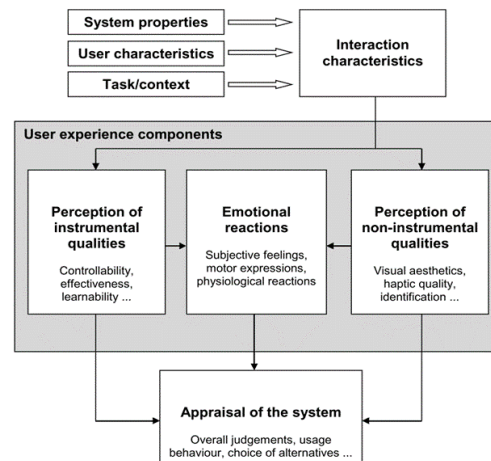 System properties
User characteristics
Task/context
Interaction
characteristics
User experience components
Perception of
instrumental
qualities
Controllability,
effectiveness,
learnability ...
Emotional
reactions
Subjective feelings,
motor expressions,
physiological reactions
Perception of
non-instrumental
qualities
Visual aesthetics,
haptic quality,
identification ...
Appraisal of the system
Overall judgements, usage
behaviour, choice of alternatives ...